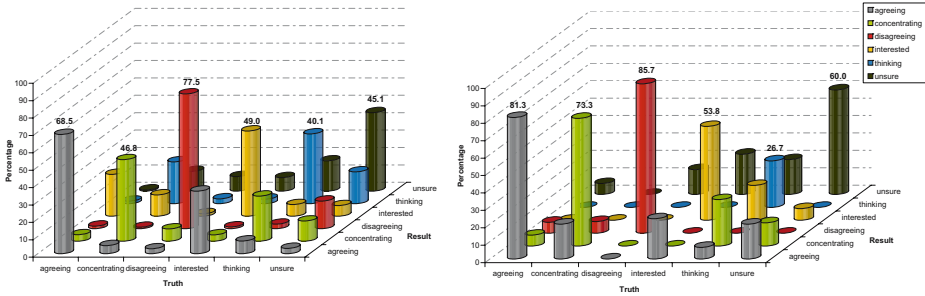 100
90
80
70
60
50
40
30
20
10
0
Percentage
68.5
46.8
77.5
49.0
40.1
45.1
agreeing
concentrating
disagreeing
interested
thinking
unsure
Truth
unsure
thinking
interested
disagreeing
concentrating
agreeing
Result
100
90
80
70
60
50
40
30
20
10
0
Percentage
81.3
73.3
85.7
53.8
26.7
60.0
agreeing
concentrating
disagreeing
interested
thinking
unsure
Truth
unsure
thinking
interested
disagreeing
concentrating
agreeing
Result
agreeing
concentrating
disagreeing
interested
thinking
unsure